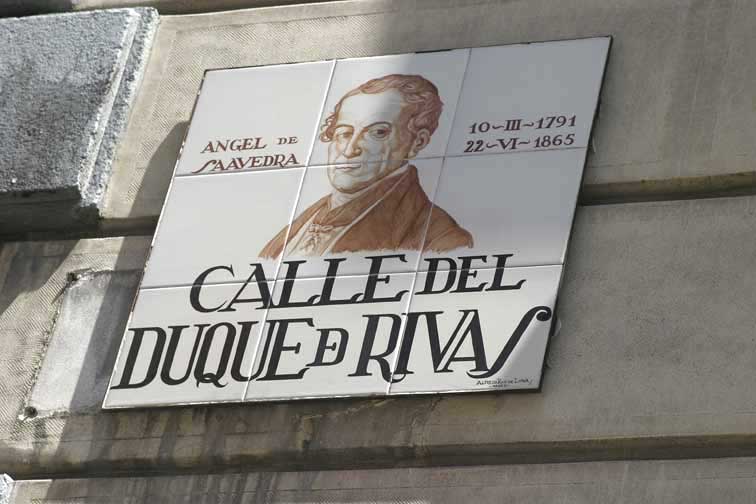 ANGEL DE
SAAVEDRA
10-III-1791
22-VI-1865
CALLE DEL
DUQUE DE RIVAS